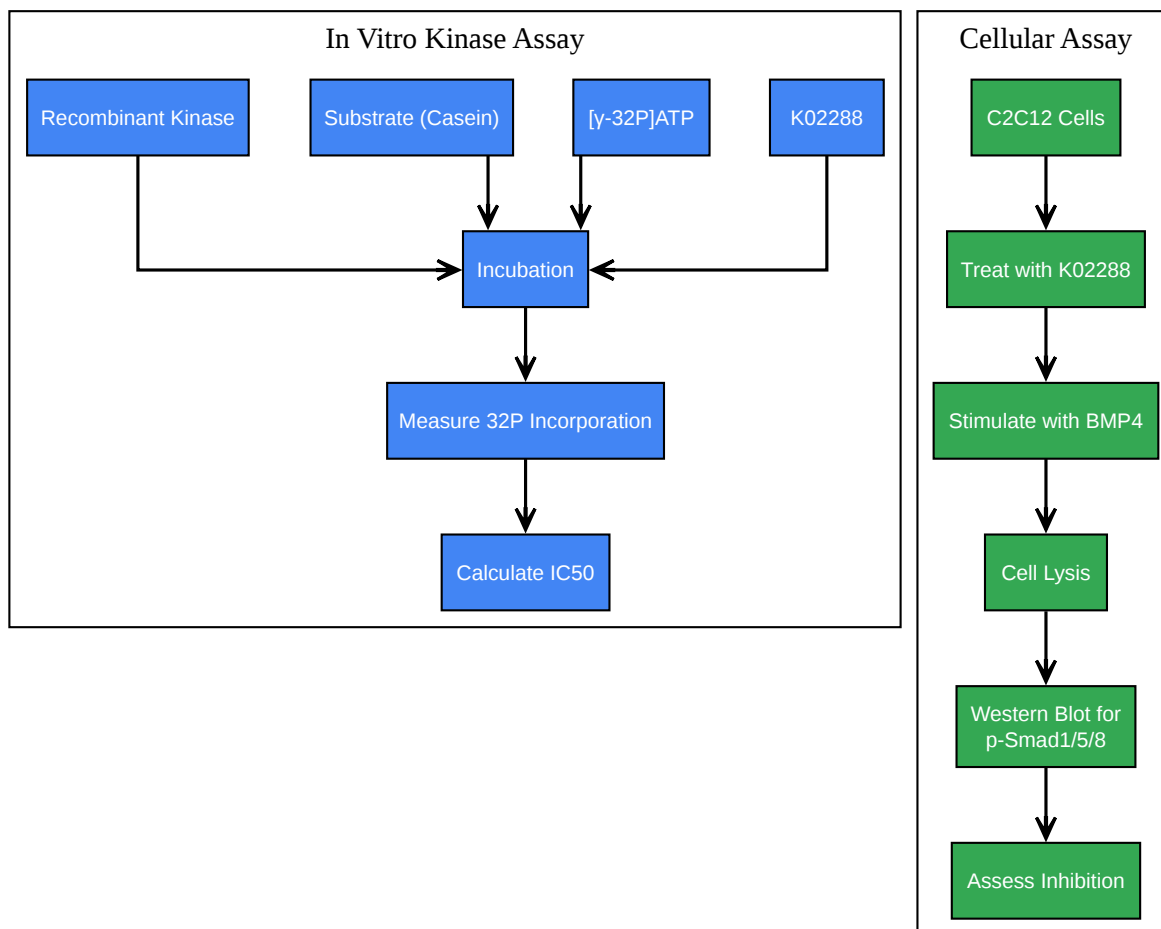 In Vitro Kinase Assay
Recombinant Kinase
Substrate (Casein)
[γ-32P]ATP
K02288
Incubation
Measure 32P Incorporation
Calculate IC50
Cellular Assay
C2C12 Cells
Treat with K02288
Stimulate with BMP4
Cell Lysis
Western Blot for
p-Smad1/5/8
Assess Inhibition